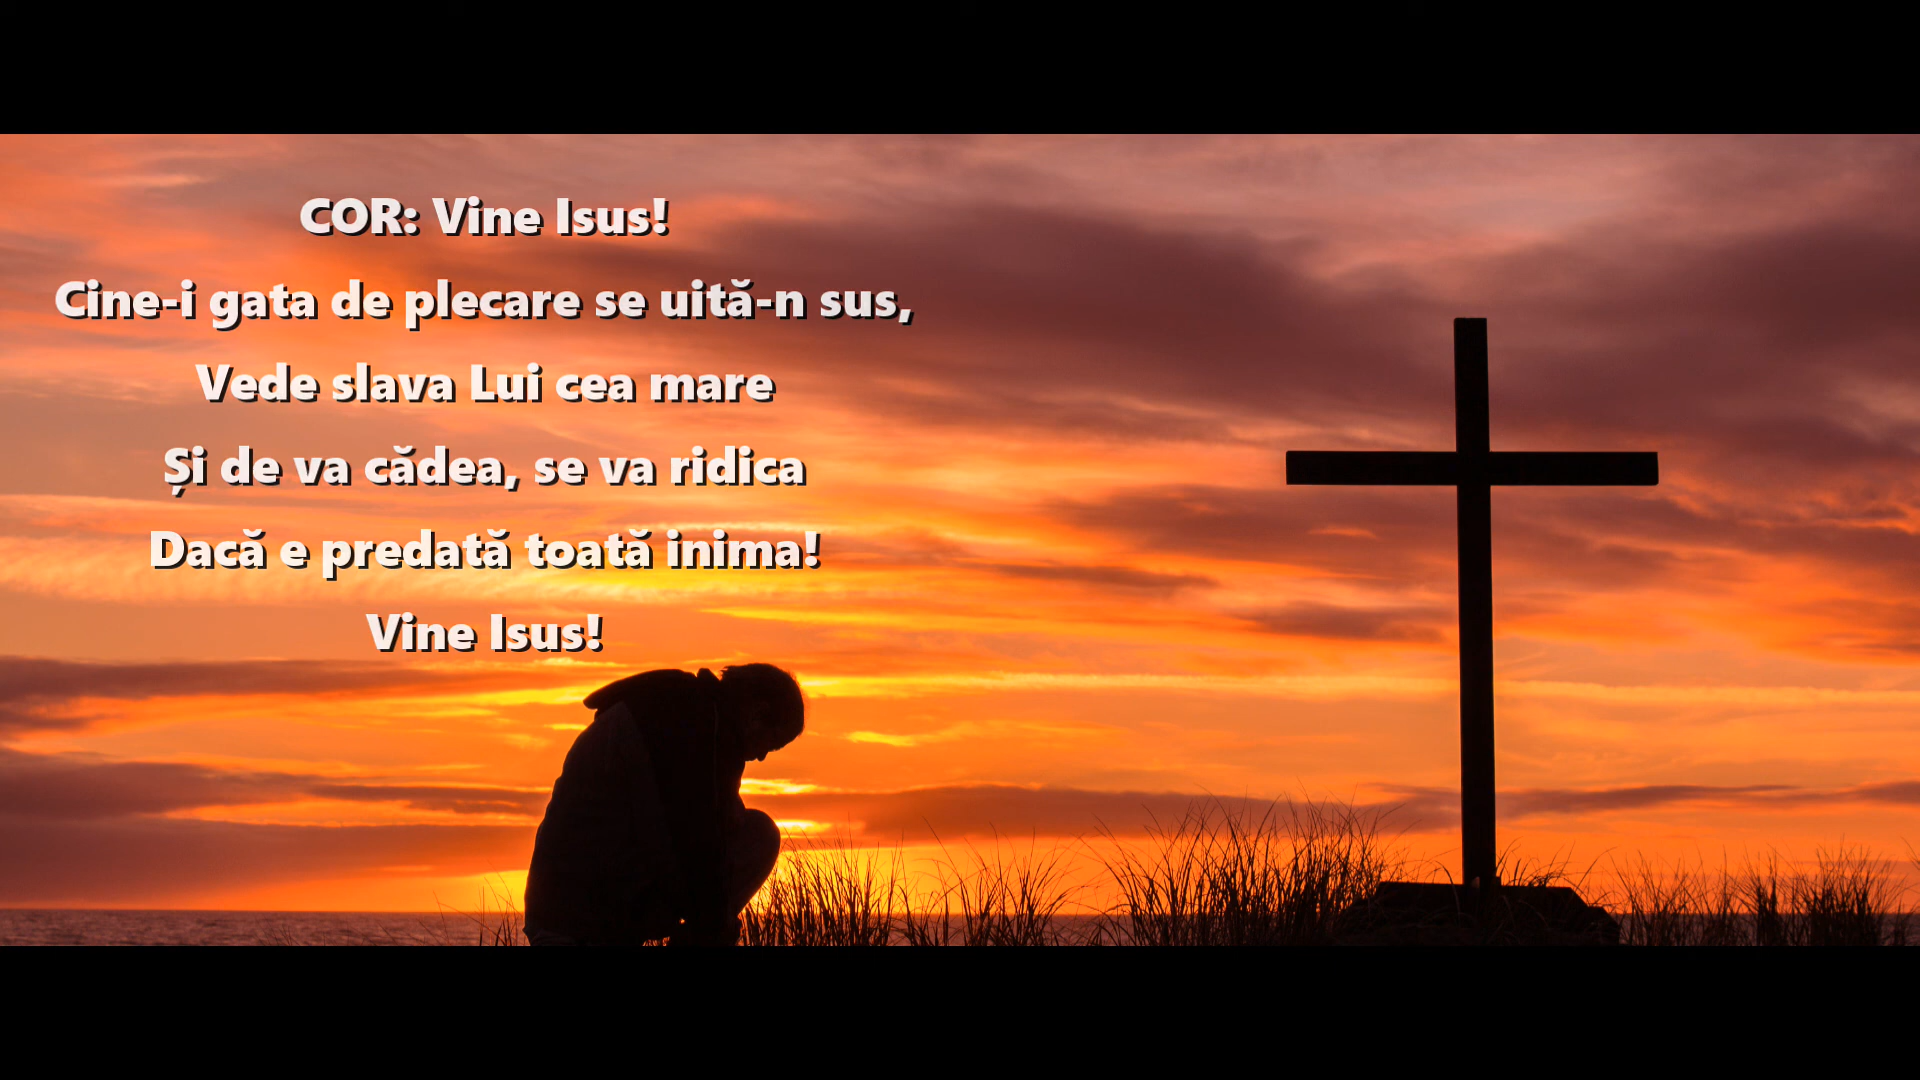 COR: Vine Isus!
Cine-i gata de plecare se uită-n sus,
Vede slava Lui cea mare
Și de va cădea, se va ridica
Dacă e predată toată inima!
Vine Isus!